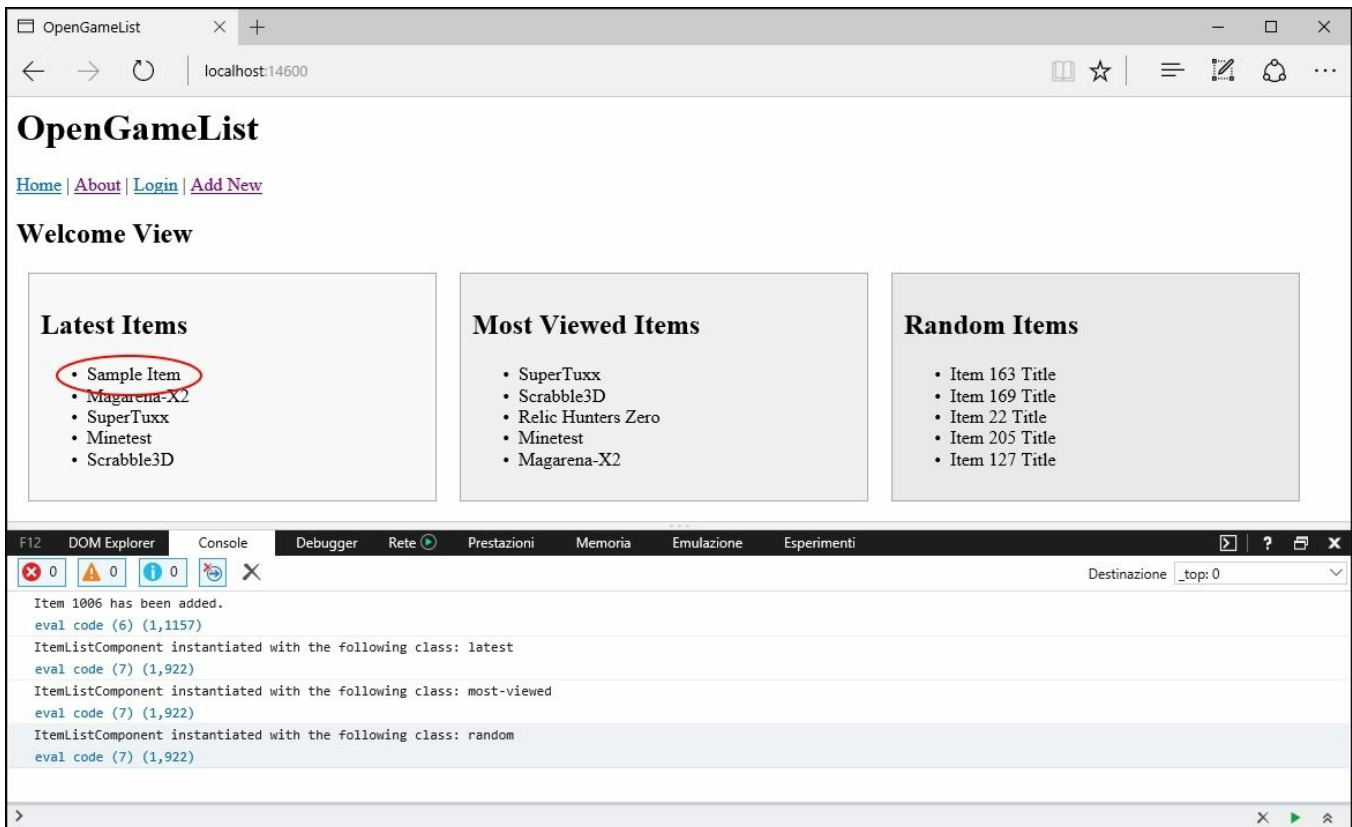 OpenGameList
localhost:14600
OpenGameList
Home | About | Login | Add New
Welcome View
Latest Items
• Sample Item
• Magarena-X2
• SuperTuxx
• Minetest
• Scrabble3D
Most Viewed Items
• SuperTuxx
• Scrabble3D
• Relic Hunters Zero
• Minetest
• Magarena-X2
Random Items
• Item 163 Title
• Item 169 Title
• Item 22 Title
• Item 205 Title
• Item 127 Title
F12 DOM Explorer Console Debugger Rete Prestazioni Memoria Emulazione Esperimenti ?
0 0 0 Destinazione _top: 0
Item 1006 has been added.
eval code (6) (1,1157)
ItemListComponent instantiated with the following class: latest
eval code (7) (1,922)
ItemListComponent instantiated with the following class: most-viewed
eval code (7) (1,922)
ItemListComponent instantiated with the following class: random
eval code (7) (1,922)
>